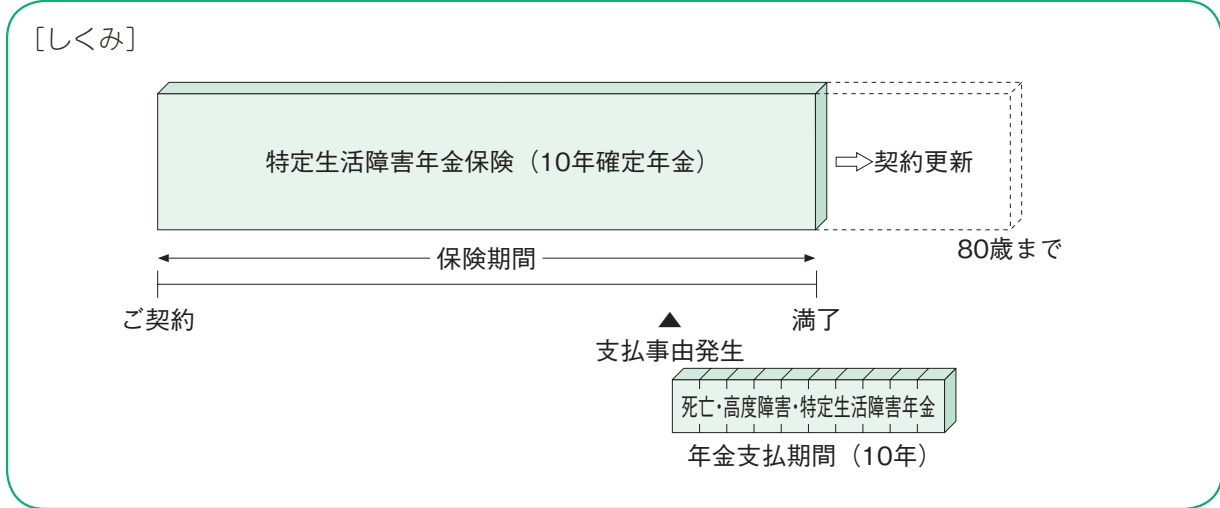 ［しくみ］
特定生活障害年金保険（10年確定年金）
⇨契約更新
80歳まで
保険期間
ご契約
満了
▲
支払事由発生
死亡・高度障害・特定生活障害年金
年金支払期間（10年）